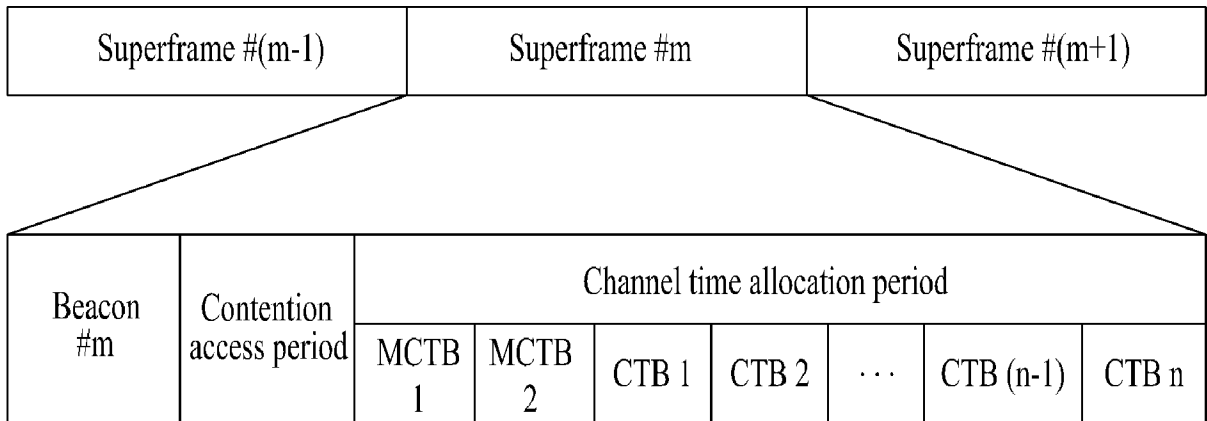 Superframe #(m-1)
Superframe #m
Superframe #(m+1)
Beacon
#m
Contention
access period
Channel time allocation period
MCTB
1
MCTB
2
CTB 1
CTB 2
· · ·
CTB (n-1)
CTB n